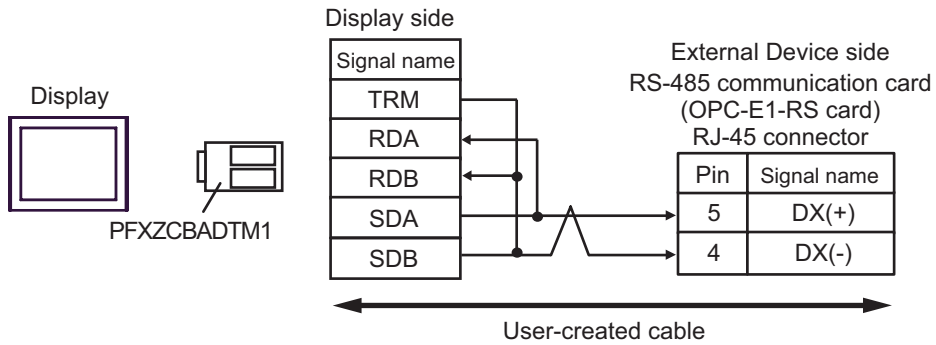 Display side
Signal name
TRM
RDA
RDB
SDA
SDB
Display
PFXZCBADTM1
External Device side
RS-485 communication card
(OPC-E1-RS card)
RJ-45 connector
Pin Signal name
5 DX(+)
4 DX(-)
User-created cable